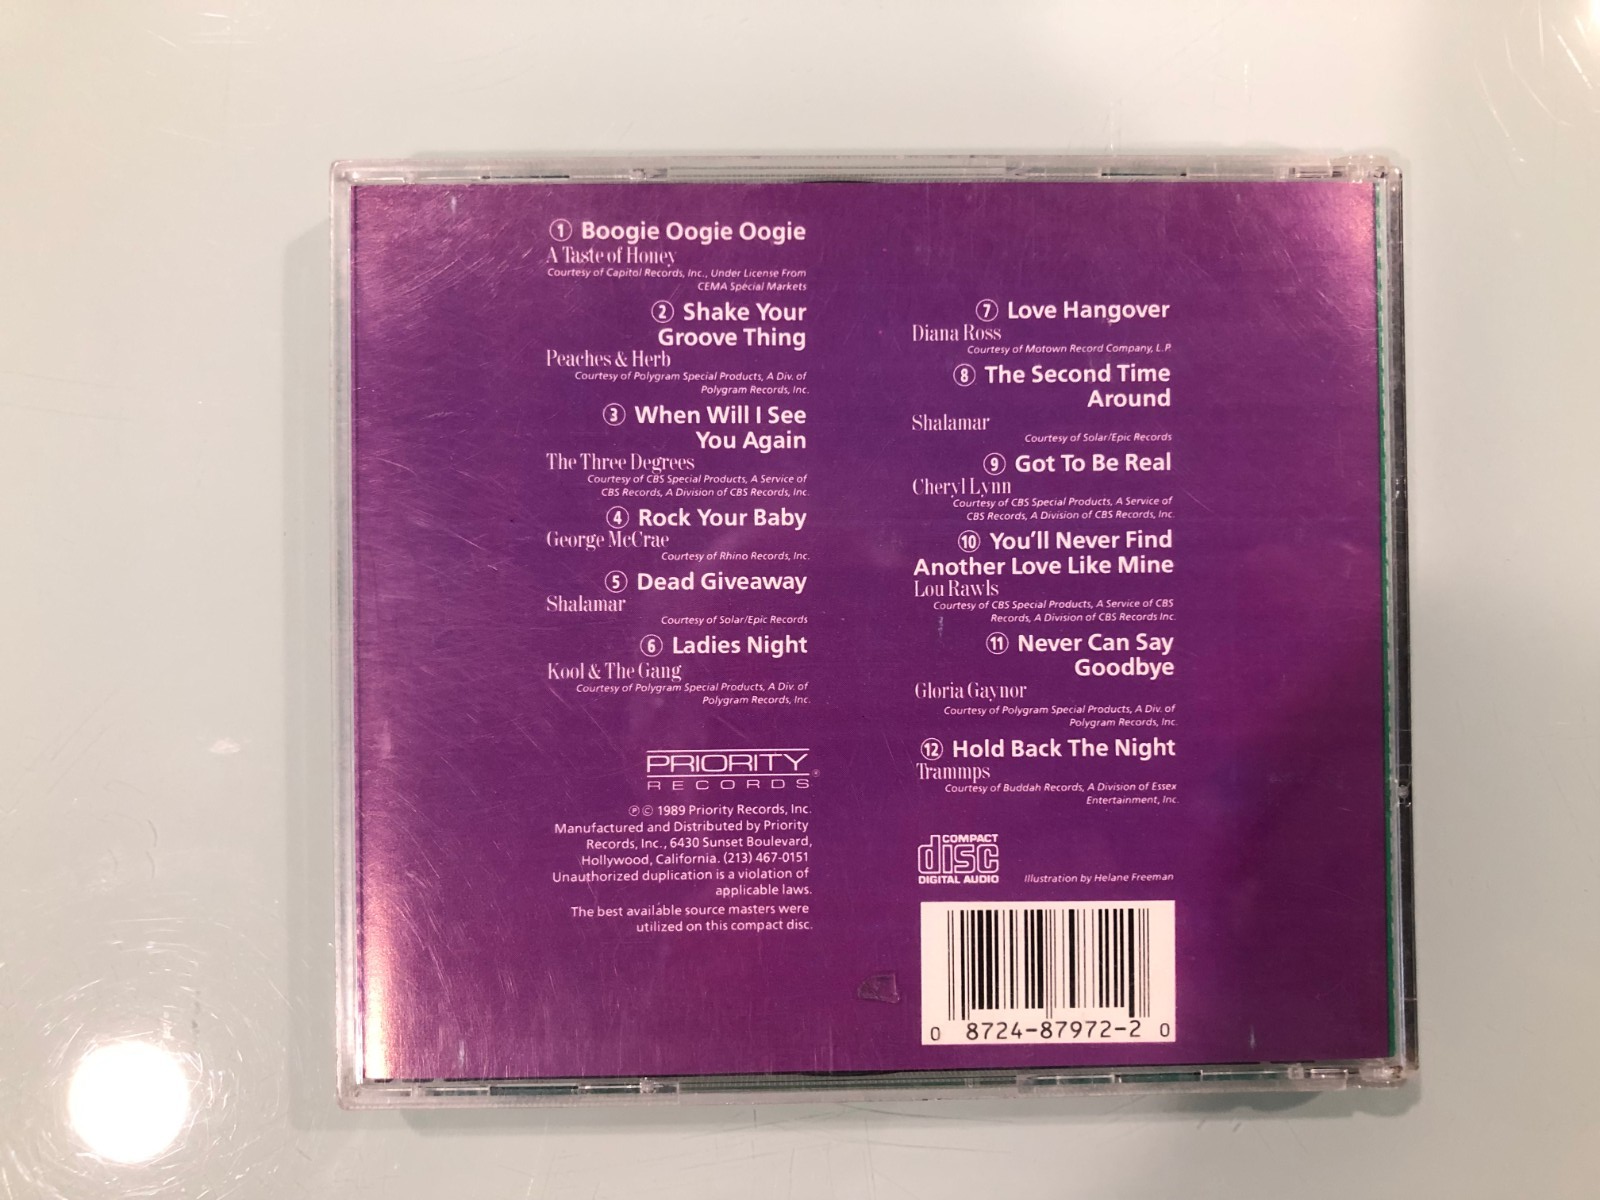 ① Boogie Oogie Oogie
A Taste of Honey
Courtesy of Capitol Records, Inc., Under License From
CEMA Special Markets
② Shake Your
Groove Thing
Peaches & Herb
Courtesy of Polygram Special Products, A Div. of
Polygram Records, Inc.
③ When Will I See
You Again
The Three Degrees
Courtesy of CBS Special Products, A Service of
CBS Records, A Division of CBS Records, Inc.
④ Rock Your Baby
George McCrae
Courtesy of Rhino Records, Inc.
⑤ Dead Giveaway
Shalamar
Courtesy of Solar/Epic Records
⑥ Ladies Night
Kool & The Gang
Courtesy of Polygram Special Products, A Div. of
Polygram Records, Inc.
PRIORITY
RECORDS®
℗ © 1989 Priority Records, Inc.
Manufactured and Distributed by Priority
Records, Inc., 6430 Sunset Boulevard,
Hollywood, California. (213) 467-0151
Unauthorized duplication is a violation of
applicable laws.
The best available source masters were
utilized on this compact disc.
⑦ Love Hangover
Diana Ross
Courtesy of Motown Record Company, L.P.
⑧ The Second Time
Around
Shalamar
Courtesy of Solar/Epic Records
⑨ Got To Be Real
Cheryl Lynn
Courtesy of CBS Special Products, A Service of
CBS Records, A Division of CBS Records, Inc.
⑩ You'll Never Find
Another Love Like Mine
Lou Rawls
Courtesy of CBS Special Products, A Service of CBS
Records, A Division of CBS Records Inc.
⑪ Never Can Say
Goodbye
Gloria Gaynor
Courtesy of Polygram Special Products, A Div. of
Polygram Records, Inc.
⑫ Hold Back The Night
Trammps
Courtesy of Buddah Records, A Division of Essex
Entertainment, Inc.
COMPACT
disc
DIGITAL AUDIO
Illustration by Helane Freeman
0 8724-87972-2 0